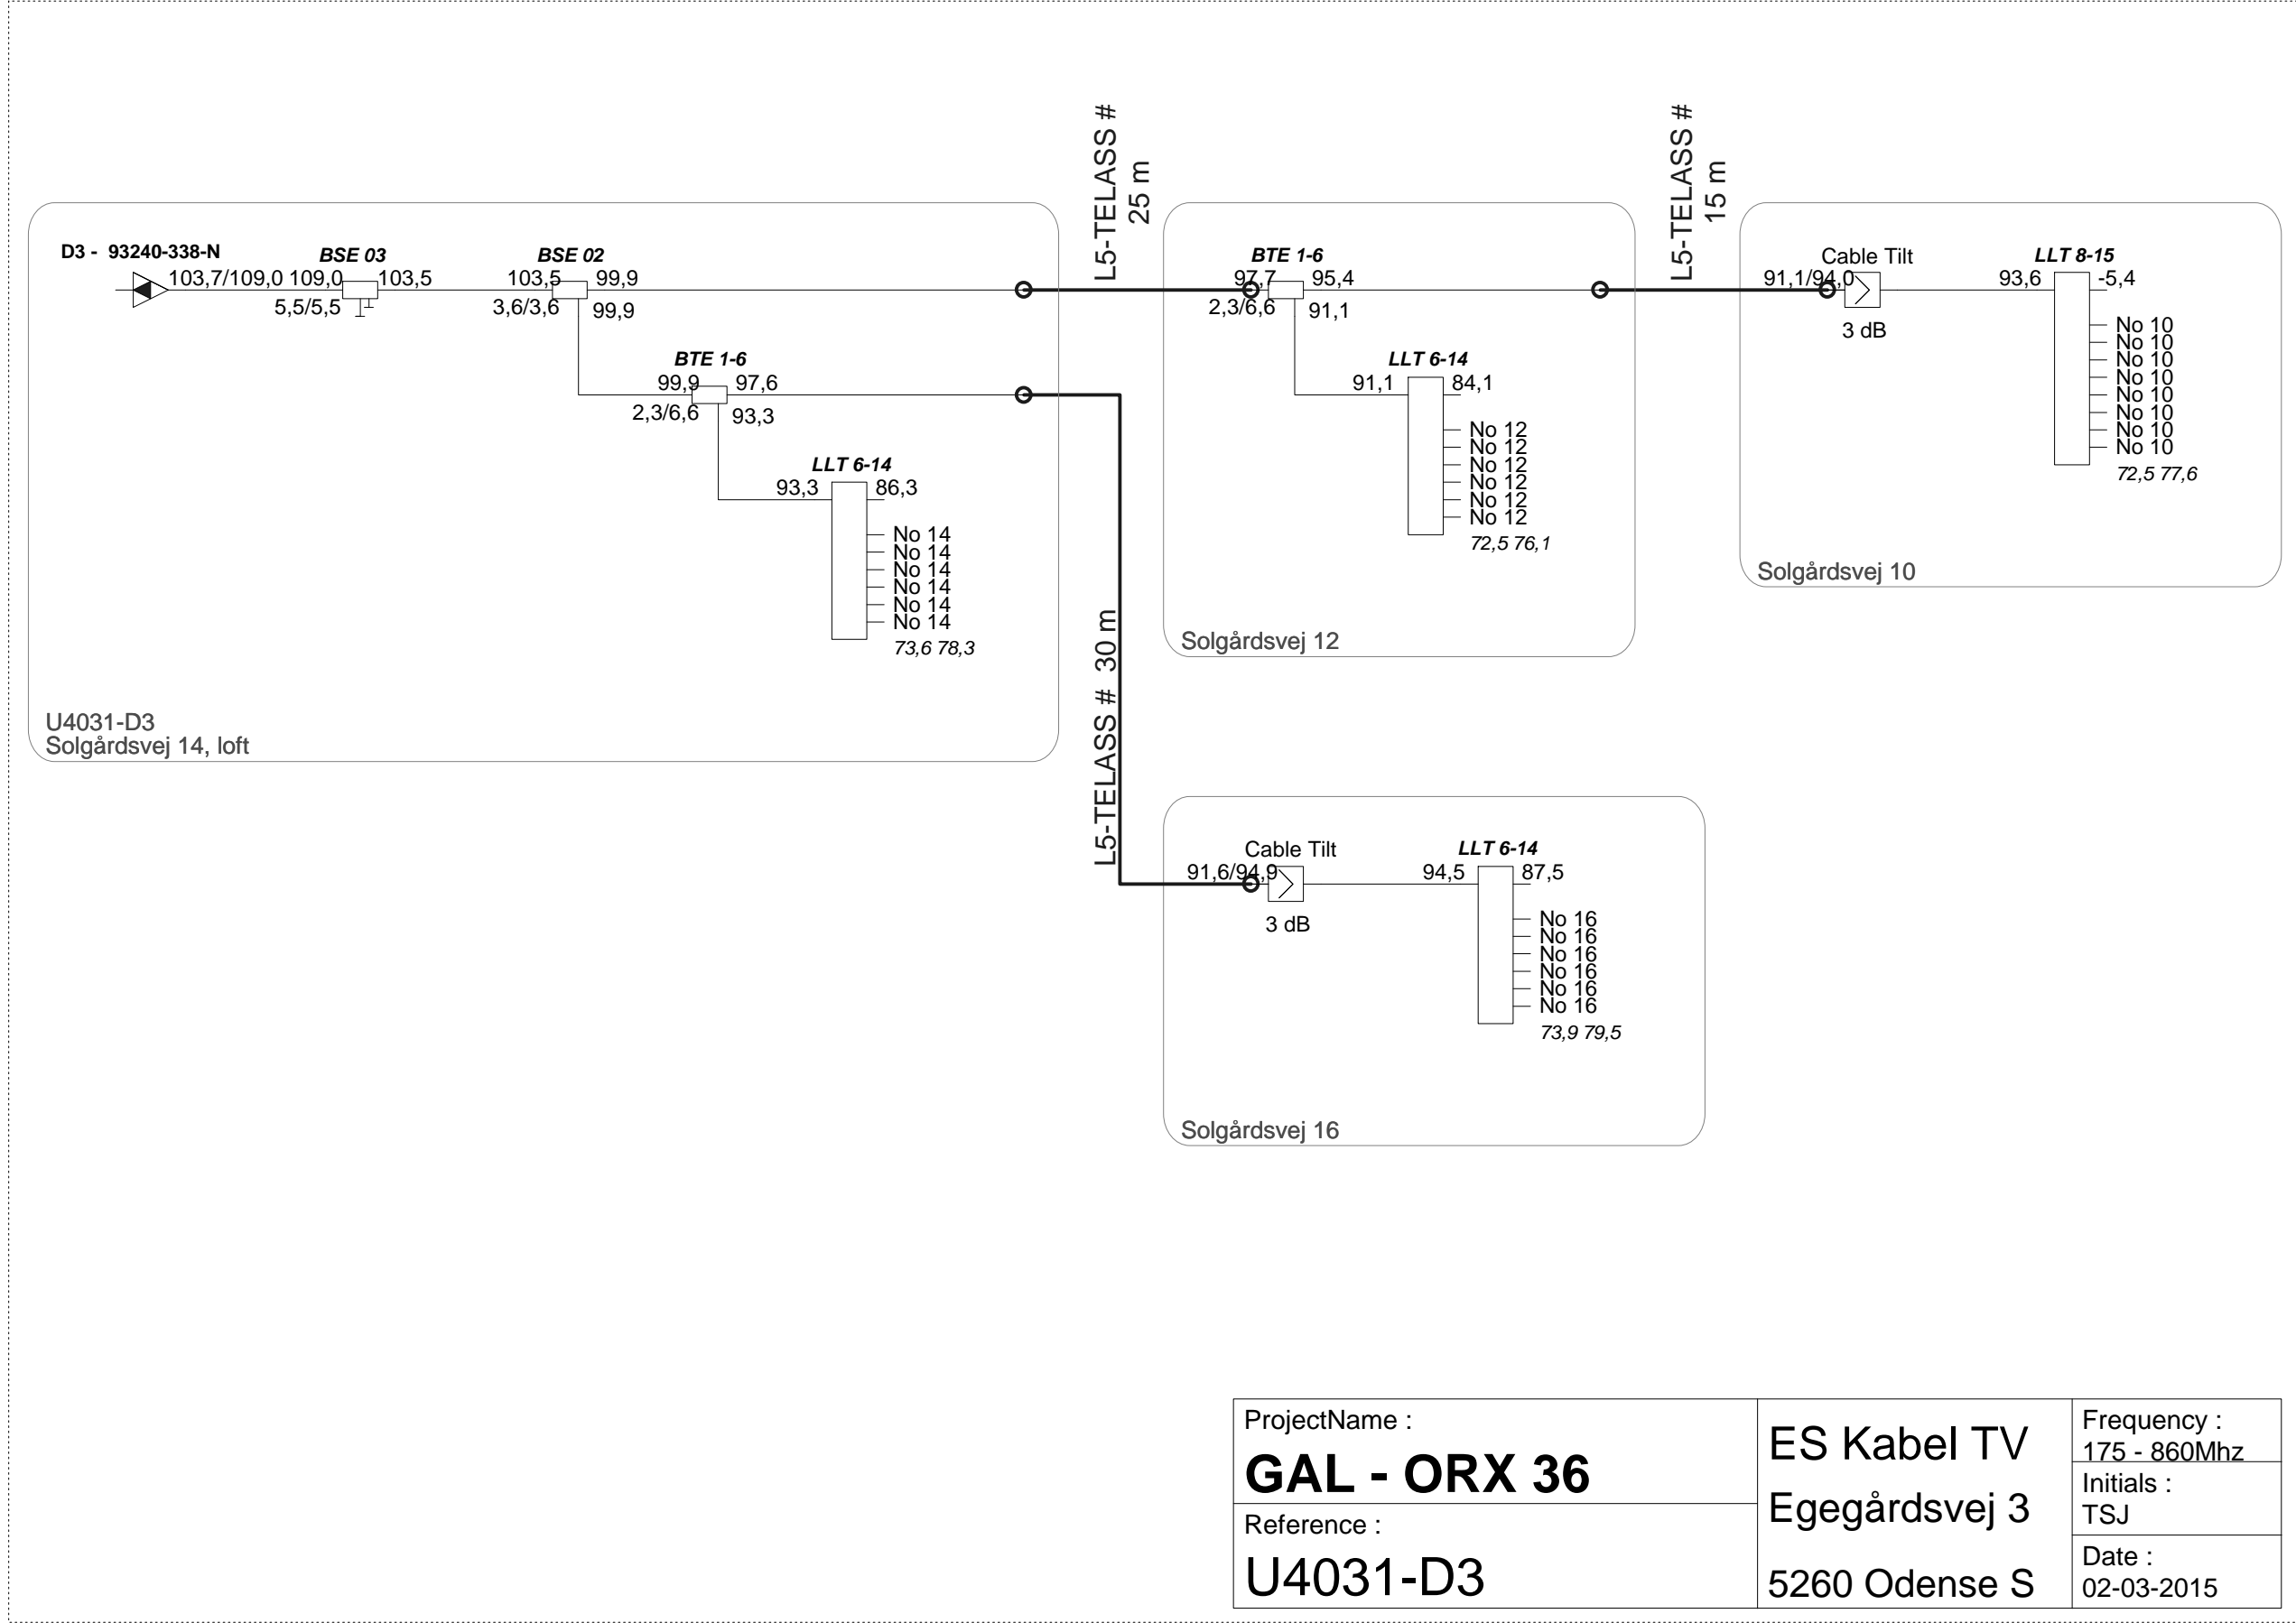 L5-TELASS #
25 m
L5-TELASS #
15 m
D3 - 93240-338-N
BSE 03
BSE 02
103,7/109,0 109,0
103,5
5,5/5,5
103,5
99,9
3,6/3,6
99,9
BTE 1-6
99,9
97,6
2,3/6,6
93,3
LLT 6-14
93,3
86,3
No 14
No 14
No 14
No 14
No 14
No 14
73,6 78,3
U4031-D3
Solgårdsvej 14, loft
BTE 1-6
97,7
95,4
2,3/6,6
91,1
LLT 6-14
91,1
84,1
No 12
No 12
No 12
No 12
No 12
No 12
72,5 76,1
Solgårdsvej 12
Cable Tilt
91,1/94,0
3 dB
LLT 8-15
93,6
-5,4
No 10
No 10
No 10
No 10
No 10
No 10
No 10
No 10
72,5 77,6
Solgårdsvej 10
L5-TELASS # 30 m
Cable Tilt
91,6/94,9
3 dB
LLT 6-14
94,5
87,5
No 16
No 16
No 16
No 16
No 16
No 16
73,9 79,5
Solgårdsvej 16
ProjectName :
GAL - ORX 36
Reference :
U4031-D3
ES Kabel TV
Egegårdsvej 3
5260 Odense S
Frequency :
175 - 860Mhz
Initials :
TSJ
Date :
02-03-2015